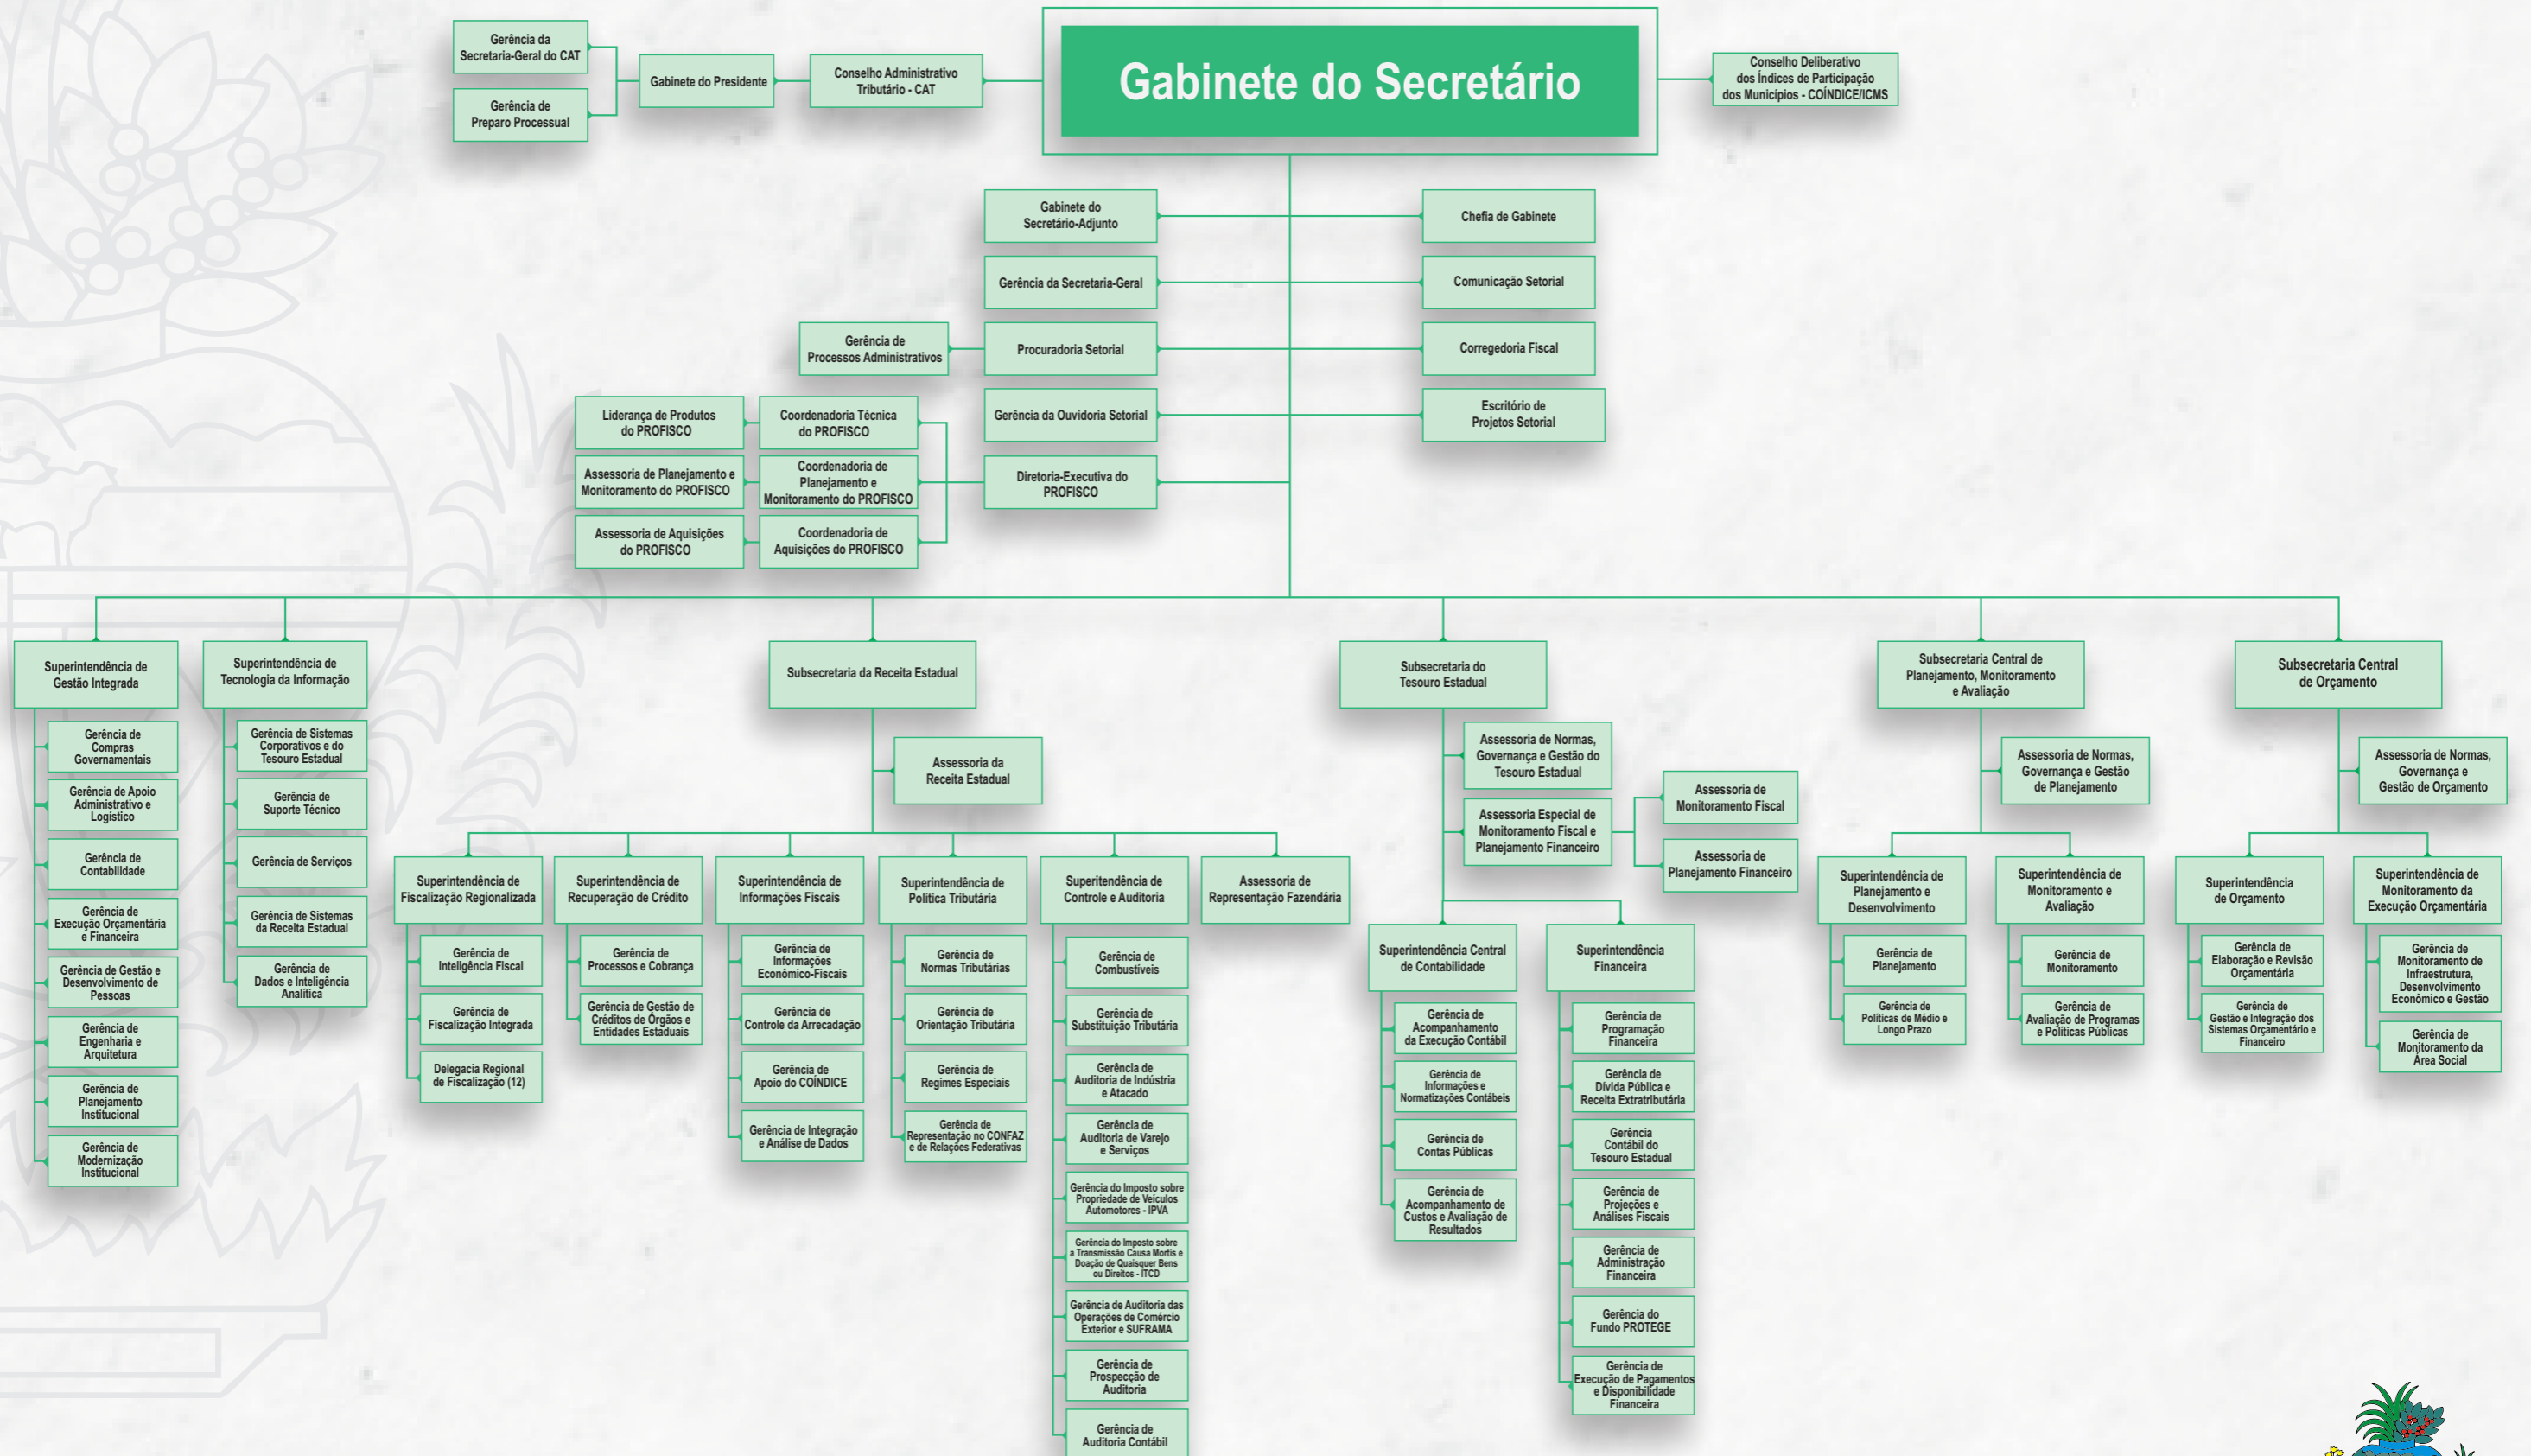 Gerência da
Secretaria-Geral do CAT
Gerência de
Preparo Processual
Gabinete do Presidente
Conselho Administrativo
Tributário - CAT
Gabinete do Secretário
Conselho Deliberativo
dos Índices de Participação
dos Municípios - COÍNDICE/ICMS
Gabinete do
Secretário-Adjunto
Chefia de Gabinete
Gerência da Secretaria-Geral
Comunicação Setorial
Gerência de
Processos Administrativos
Procuradoria Setorial
Corregedoria Fiscal
Gerência da Ouvidoria Setorial
Escritório de
Projetos Setorial
Liderança de Produtos
do PROFISCO
Coordenadoria Técnica
do PROFISCO
Assessoria de Planejamento e
Monitoramento do PROFISCO
Coordenadoria de
Planejamento e
Monitoramento do PROFISCO
Diretoria-Executiva do
PROFISCO
Assessoria de Aquisições
do PROFISCO
Coordenadoria de
Aquisições do PROFISCO
Superintendência de
Gestão Integrada
Gerência de
Compras
Governamentais
Gerência de Apoio
Administrativo e
Logístico
Gerência de
Contabilidade
Gerência de
Execução Orçamentária
e Financeira
Gerência de Gestão e
Desenvolvimento de
Pessoas
Gerência de
Engenharia e
Arquitetura
Gerência de
Planejamento
Institucional
Gerência de
Modernização
Institucional
Superintendência de
Tecnologia da Informação
Gerência de Sistemas
Corporativos e do
Tesouro Estadual
Gerência de
Suporte Técnico
Gerência de Serviços
Gerência de Sistemas
da Receita Estadual
Gerência de
Dados e Inteligência
Analítica
Subsecretaria da Receita Estadual
Assessoria da
Receita Estadual
Superintendência de
Fiscalização Regionalizada
Gerência de
Inteligência Fiscal
Gerência de
Fiscalização Integrada
Delegacia Regional
de Fiscalização (12)
Superintendência de
Recuperação de Crédito
Gerência de
Processos e Cobrança
Gerência de Gestão de
Créditos de Órgãos e
Entidades Estaduais
Superintendência de
Informações Fiscais
Gerência de
Informações
Econômico-Fiscais
Gerência de
Controle da Arrecadação
Gerência de
Apoio do COÍNDICE
Gerência de Integração
e Análise de Dados
Superintendência de
Política Tributária
Gerência de
Normas Tributárias
Gerência de
Orientação Tributária
Gerência de
Regimes Especiais
Gerência de
Representação no CONFAZ
e de Relações Federativas
Superitendência de
Controle e Auditoria
Gerência de
Combustíveis
Gerência de
Substituição Tributária
Gerência de
Auditoria de Indústria
e Atacado
Gerência de
Auditoria de Varejo
e Serviços
Gerência do Imposto sobre
Propriedade de Veículos
Automotores - IPVA
Gerência do Imposto sobre
a Transmissão Causa Mortis e
Doação de Quaisquer Bens
ou Direitos - ITCD
Gerência de Auditoria das
Operações de Comércio
Exterior e SUFRAMA
Gerência de
Prospecção de
Auditoria
Gerência de
Auditoria Contábil
Assessoria de
Representação Fazendária
Subsecretaria do
Tesouro Estadual
Assessoria de Normas,
Governança e Gestão do
Tesouro Estadual
Assessoria Especial de
Monitoramento Fiscal e
Planejamento Financeiro
Assessoria de
Monitoramento Fiscal
Assessoria de
Planejamento Financeiro
Superintendência Central
de Contabilidade
Gerência de
Acompanhamento
da Execução Contábil
Gerência de
Informações e
Normatizações Contábeis
Gerência de
Contas Públicas
Gerência de
Acompanhamento de
Custos e Avaliação de
Resultados
Superintendência
Financeira
Gerência de
Programação
Financeira
Gerência de
Dívida Pública e
Receita Extratributária
Gerência
Contábil do
Tesouro Estadual
Gerência de
Projeções e
Análises Fiscais
Gerência de
Administração
Financeira
Gerência do
Fundo PROTEGE
Gerência de
Execução de Pagamentos
e Disponibilidade
Financeira
Subsecretaria Central de
Planejamento, Monitoramento
e Avaliação
Assessoria de Normas,
Governança e Gestão
de Planejamento
Superintendência de
Planejamento e
Desenvolvimento
Gerência de
Planejamento
Gerência de
Políticas de Médio e
Longo Prazo
Superintendência de
Monitoramento e
Avaliação
Gerência de
Monitoramento
Gerência de
Avaliação de Programas
e Políticas Públicas
Subsecretaria Central
de Orçamento
Assessoria de Normas,
Governança e
Gestão de Orçamento
Superintendência
de Orçamento
Gerência de
Elaboração e Revisão
Orçamentária
Gerência de
Gestão e Integração dos
Sistemas Orçamentário e
Financeiro
Superintendência de
Monitoramento da
Execução Orçamentária
Gerência de
Monitoramento de
Infraestrutura,
Desenvolvimento
Econômico e Gestão
Gerência de
Monitoramento da
Área Social